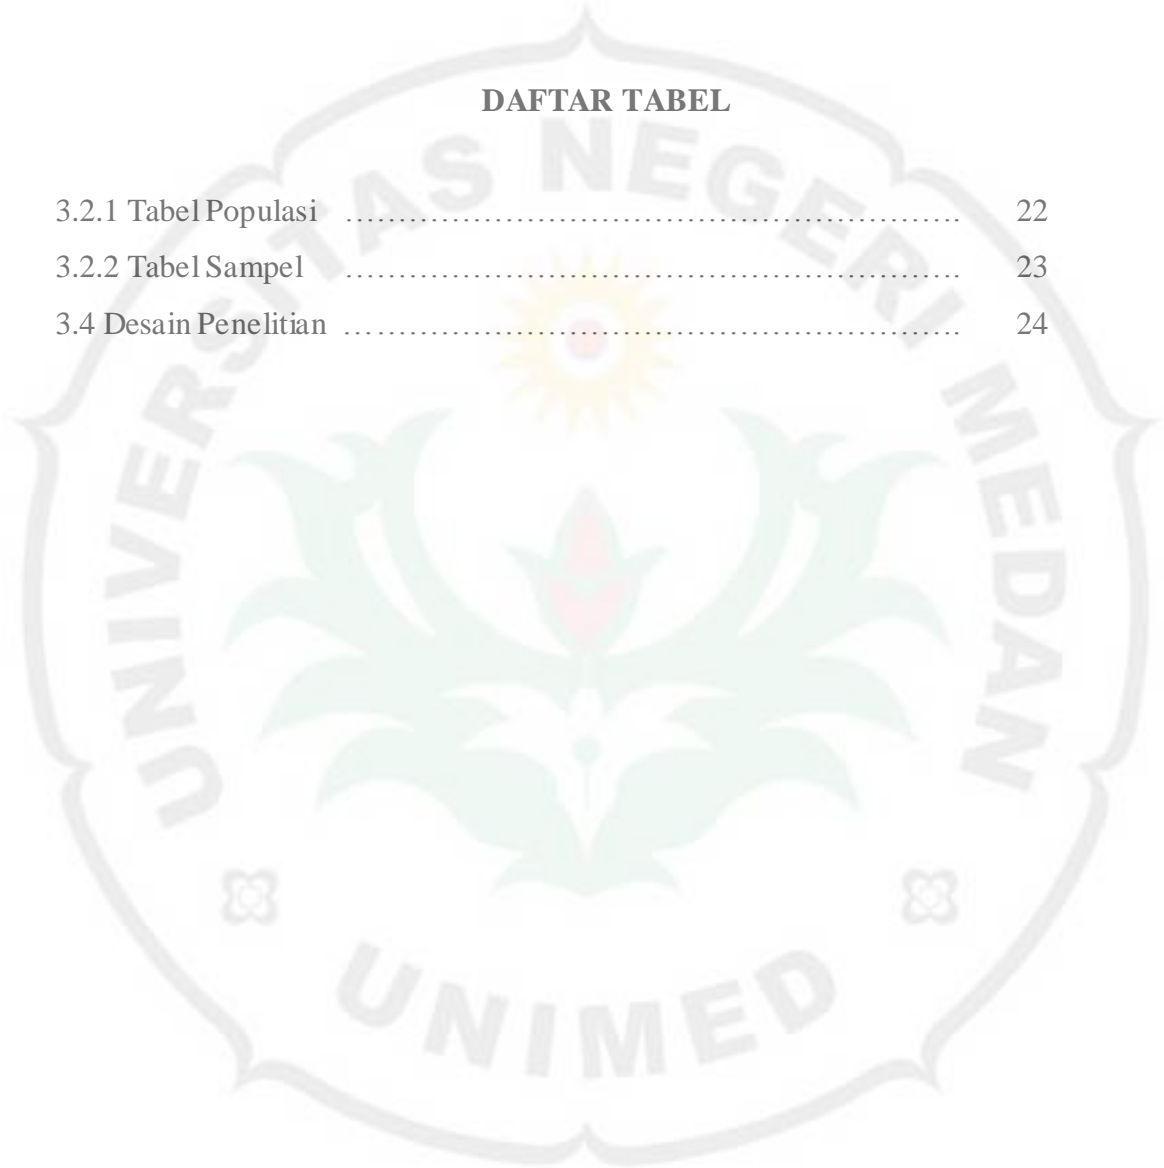 DAFTAR TABEL
3.2.1 Tabel Populasi ………………………………………………………. 22
3.2.2 Tabel Sampel ………………………………………………………. 23
3.4 Desain Penelitian ………………………………………………………. 24
UNIVERSITAS NEGERI MEDAN
UNIMED